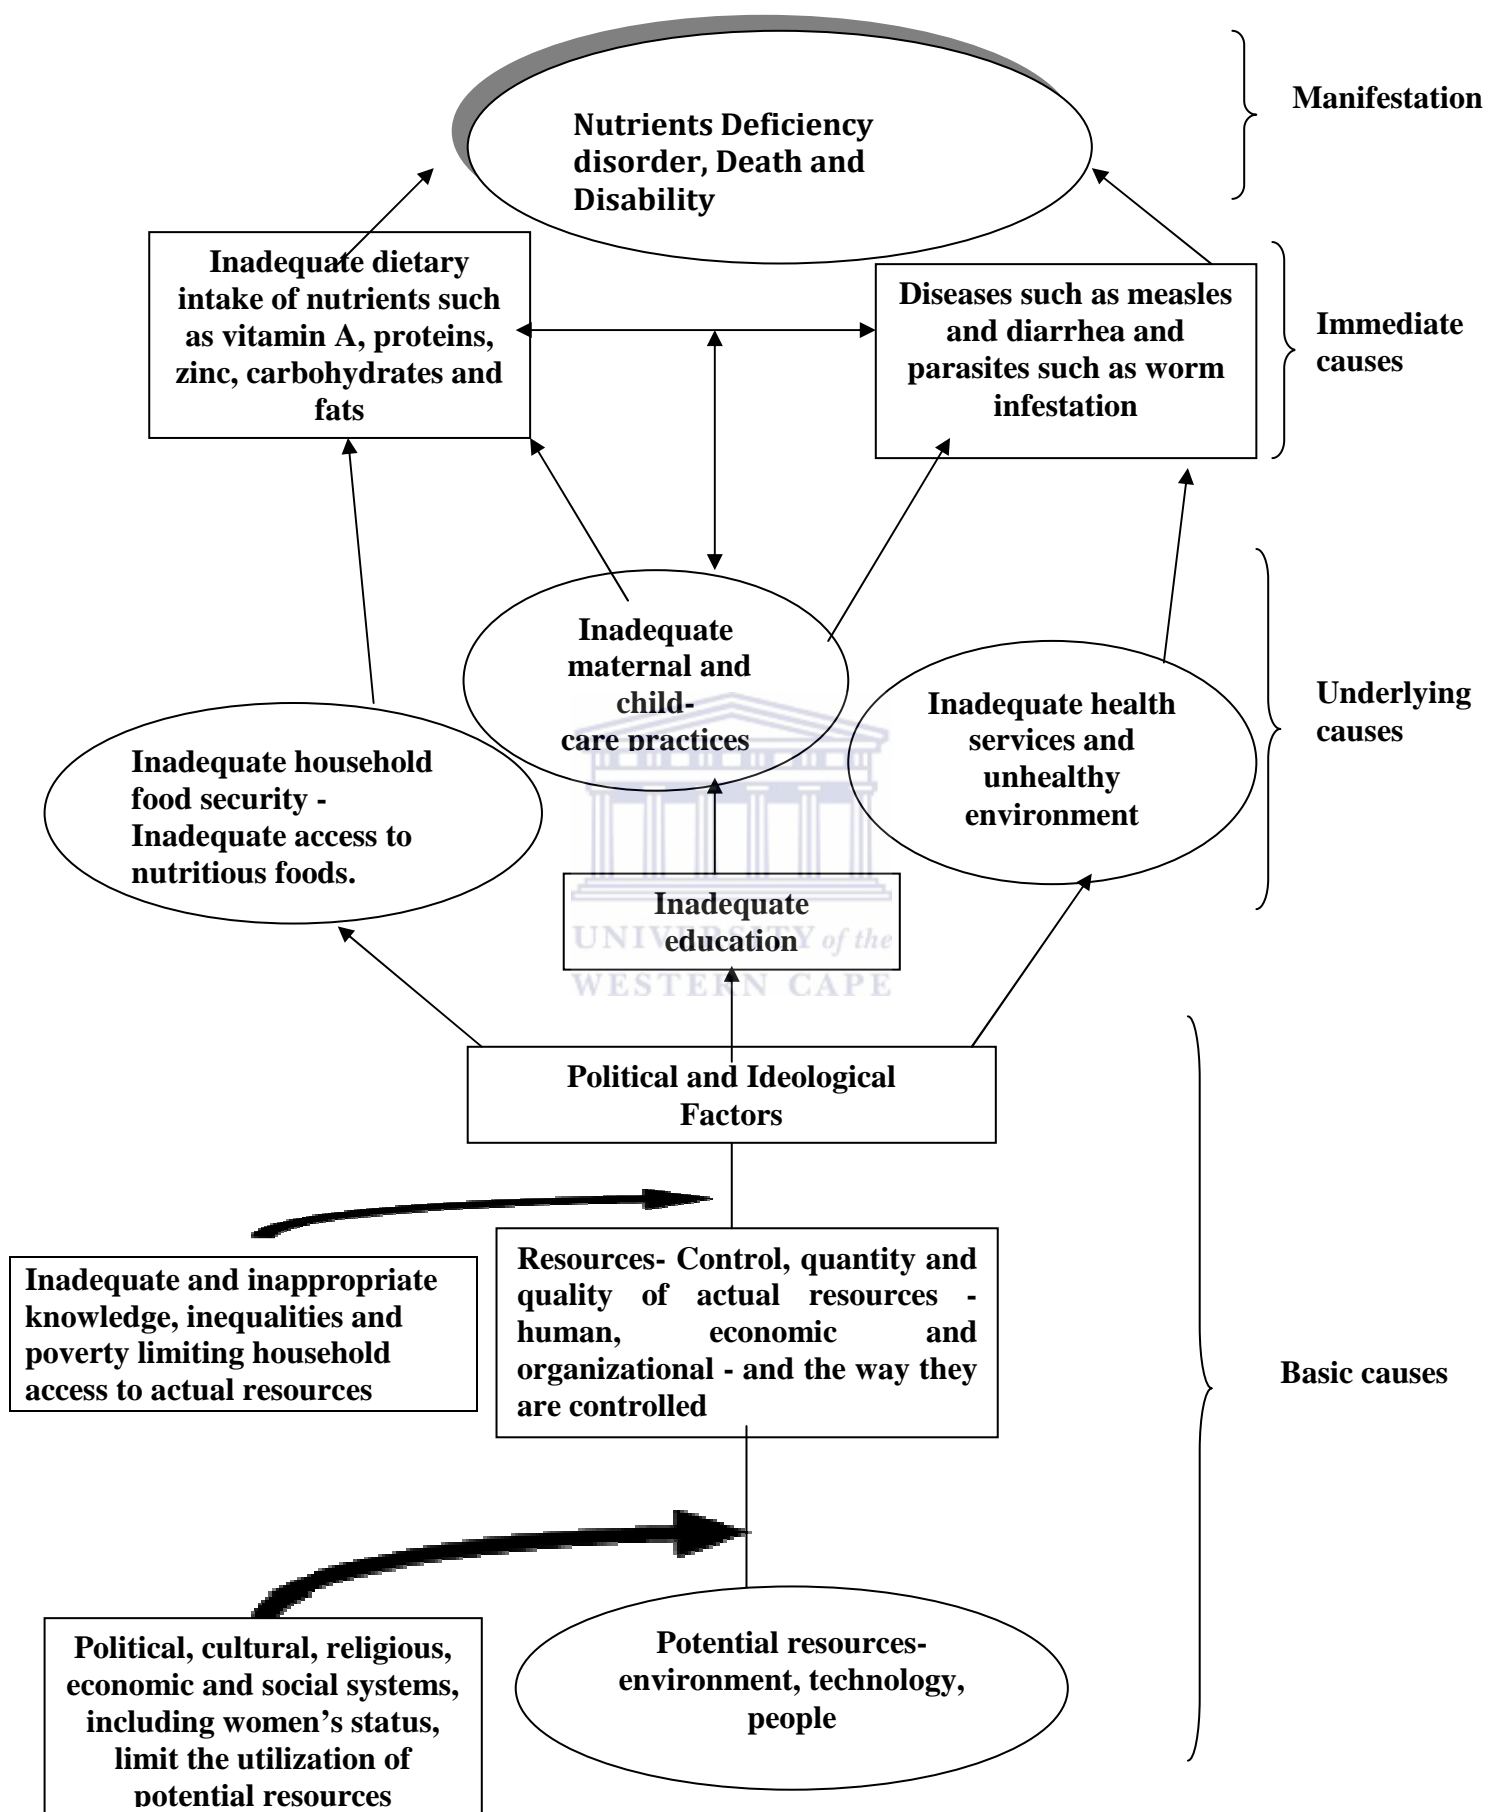 Manifestation
Nutrients Deficiency
disorder, Death and
Disability
Inadequate dietary
intake of nutrients such
as vitamin A, proteins,
zinc, carbohydrates and
fats
Diseases such as measles
and diarrhea and
parasites such as worm
infestation
Immediate
causes
Inadequate
maternal and
child-
care practices
Inadequate health
services and
unhealthy
environment
Underlying
causes
Inadequate household
food security -
Inadequate access to
nutritious foods.
Inadequate
education
UNIVERSITY of the
WESTERN CAPE
Political and Ideological
Factors
Inadequate and inappropriate
knowledge, inequalities and
poverty limiting household
access to actual resources
Resources- Control, quantity and
quality of actual resources -
human, economic and
organizational - and the way they
are controlled
Basic causes
Political, cultural, religious,
economic and social systems,
including women’s status,
limit the utilization of
potential resources
Potential resources-
environment, technology,
people